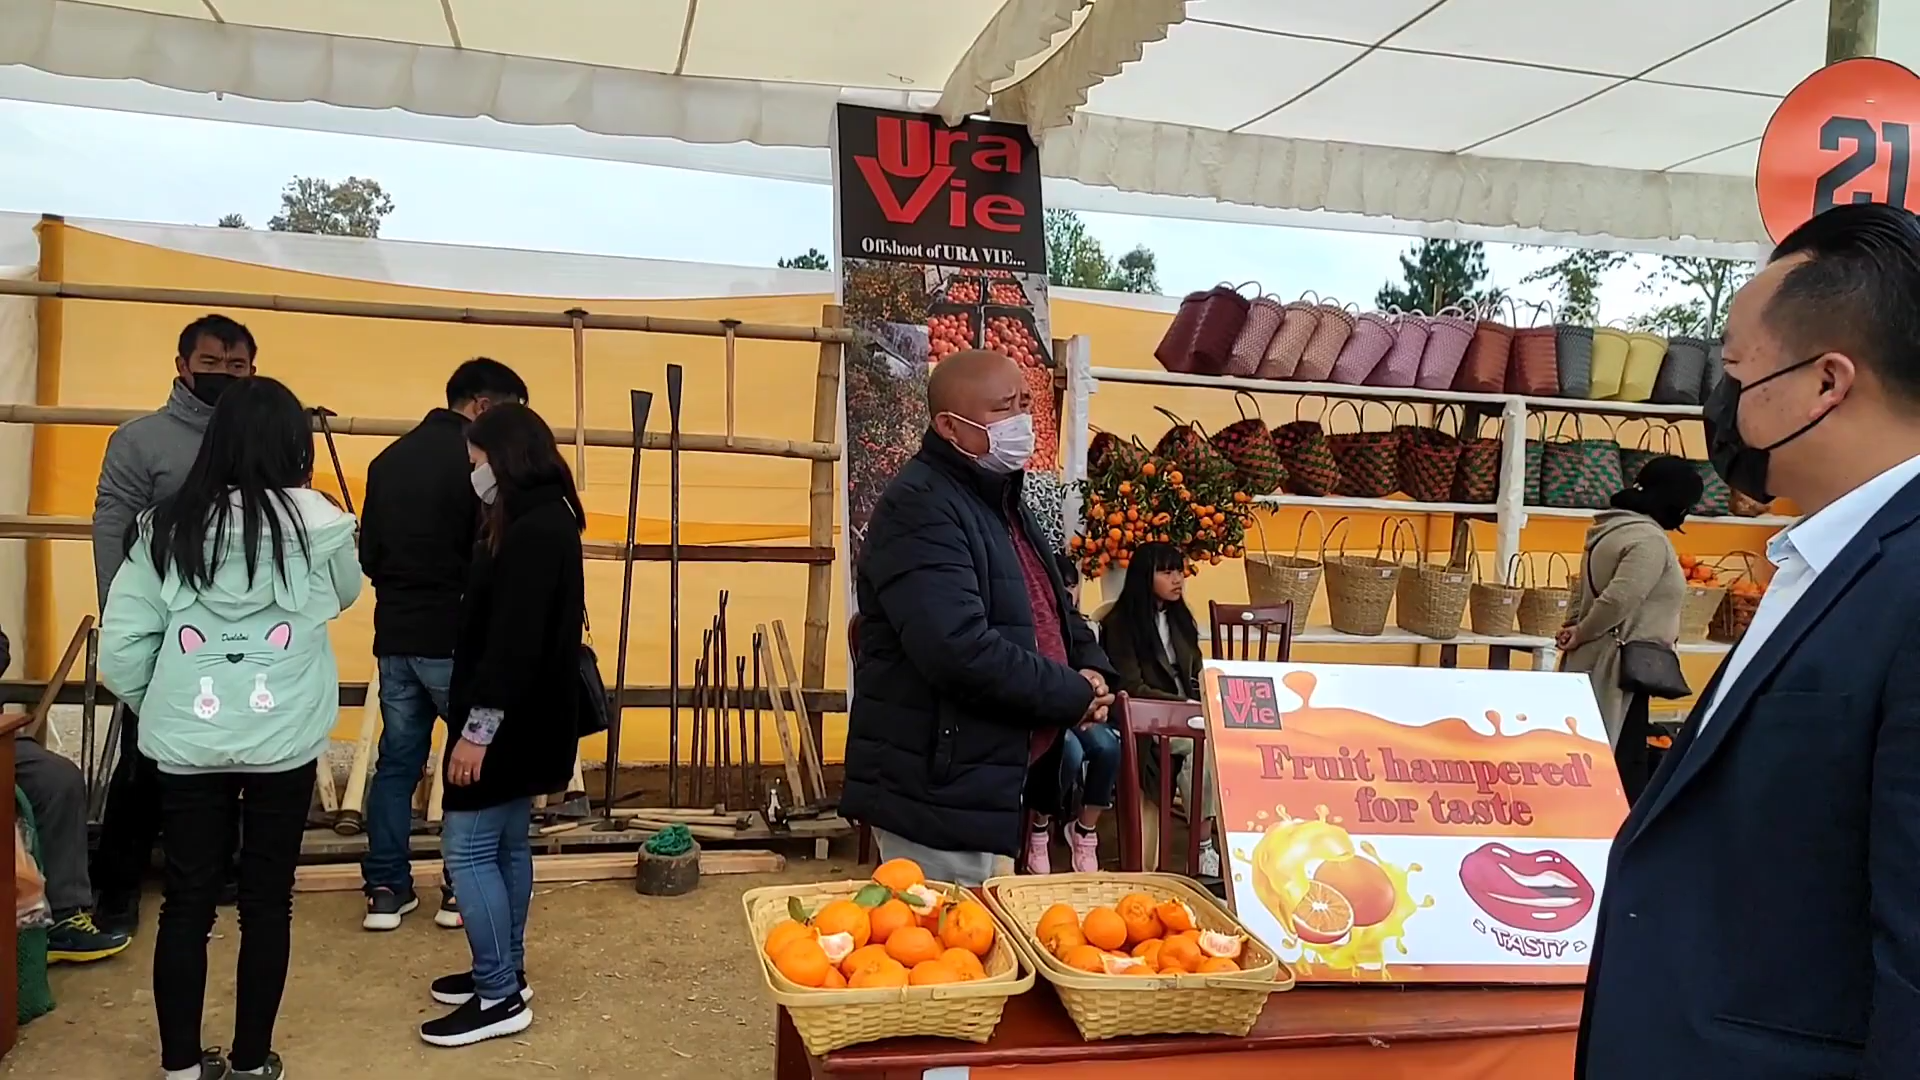 Ura
Vie
Offshoot of URA VIE...
21
Ura
Vie
Fruit hampered'
for taste
TASTY